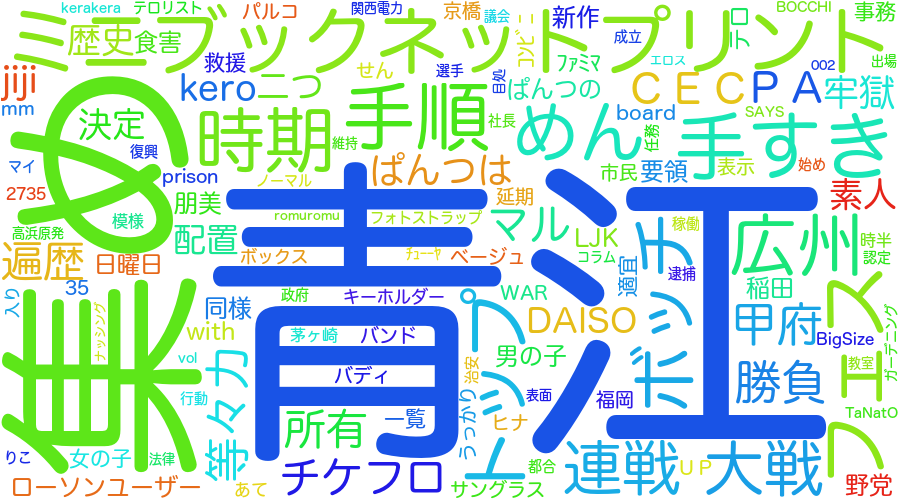 kerakera
テロリスト
パルコ
関西電力
京橋
議会
新作
成立
テロ
BOCCHI
事務
出場
ミニブックネットプリント
歴史
食害
救援
せん
選手
コンビニ
ファミマ
エロス
002
jiji
mm
決定
kero
二つ
手順
自処
ぱんつの
CEC
PA
牢獄
時期
維持
社長
めん
board
任務
SAYS
手すき
マイ
2735
復興
prison
ノーマル
ぱんつは
延期
市民
要領
表示
始め
素人
め
模様
朋美
romuromu
フォトストラップ
マル
LJK
コラム
稼働
広州
時半
認定
高浜原発
遍歴
日曜日
配置
ボックス
チューヤ
ベージュ
適宜
逮捕
稲田
入り
35
ナッシング
同様
政府
キーホルダー
WAR
DAISO
ボッチ
甲府
BigSize
ガーデニング
with
茅ヶ崎
バンド
トップ
男の子
フェス
vol
等々力
バディ
治安
表面
福岡
勝負
教室
集
行動
青江
所有
一覧
うっかり
ヒナ
TaNatO
りこ
女の子
法律
チケフロ
都合
連戦
UP
大戦
野党
ローソンユーザー
あて
サングラス